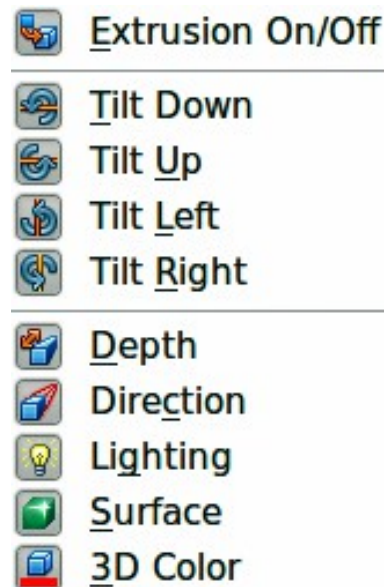 Extrusion On/Off
Tilt Down
Tilt Up
Tilt Left
Tilt Right
Depth
Direction
Lighting
Surface
3D Color